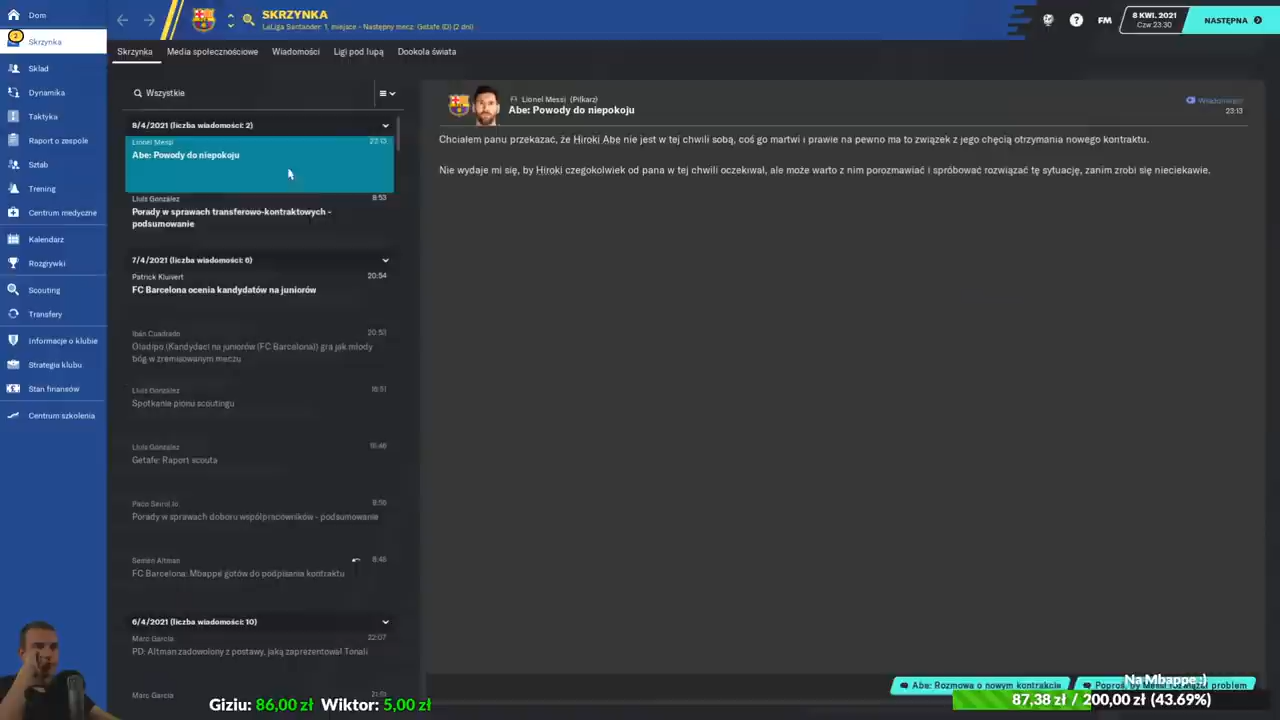 Dom
Skrzynka
2
Skład
Dynamika
Taktyka
Raport o zespole
Sztab
Trening
Centrum medyczne
Kalendarz
Rozgrywki
Scouting
Transfery
Informacje o klubie
Strategia klubu
Stan finansów
Centrum szkolenia
SKRZYNKA
LaLiga Santander: 1. miejsce - Następny mecz: Getafe (D) (2 dni)
FM
8 KWI. 2021
Czw 23:30
NASTĘPNA
Skrzynka Media społecznościowe Wiadomości Ligi pod lupą Dookoła świata
Wszystkie
8/4/2021 (liczba wiadomości: 2)
Lionel Messi 23:13
Abe: Powody do niepokoju
Lluís González 8:53
Porady w sprawach transferowo-kontraktowych -
podsumowanie
7/4/2021 (liczba wiadomości: 6)
Patrick Kluivert 20:54
FC Barcelona ocenia kandydatów na juniorów
Iban Cuadrado 20:53
Oladipo (Kandydaci na juniorów (FC Barcelona)) gra jak młody
bóg w zremisowanym meczu
Lluís González 16:51
Spotkanie pionu scoutingu
Lluís González 15:46
Getafe: Raport scouta
8:56
Porady w sprawach doboru współpracowników - podsumowanie
Semen Altman 8:46
FC Barcelona: Mbappé gotów do podpisania kontraktu
6/4/2021 (liczba wiadomości: 10)
Marc García 22:07
PD: Altman zadowolony z postawy, jaką zaprezentował Tonali
Marc García
Lionel Messi (Piłkarz)
Abe: Powody do niepokoju
Wiadomości
23:13
Chciałem panu przekazać, że Hiroki Abe nie jest w tej chwili sobą, coś go martwi i prawie na pewno ma to związek z jego chęcią otrzymania nowego kontraktu.
Nie wydaje mi się, by Hiroki czegokolwiek od pana w tej chwili oczekiwał, ale może warto z nim porozmawiać i spróbować rozwiązać tę sytuację, zanim zrobi się nieciekawie.
Abe: Rozmowa o nowym kontrakcie
Poproś, by Messi rozwiązał problem
Na Mbappe :)
87,38 zł / 200,00 zł (43.69%)
Giziu: 86,00 zł Wiktor: 5,00 zł